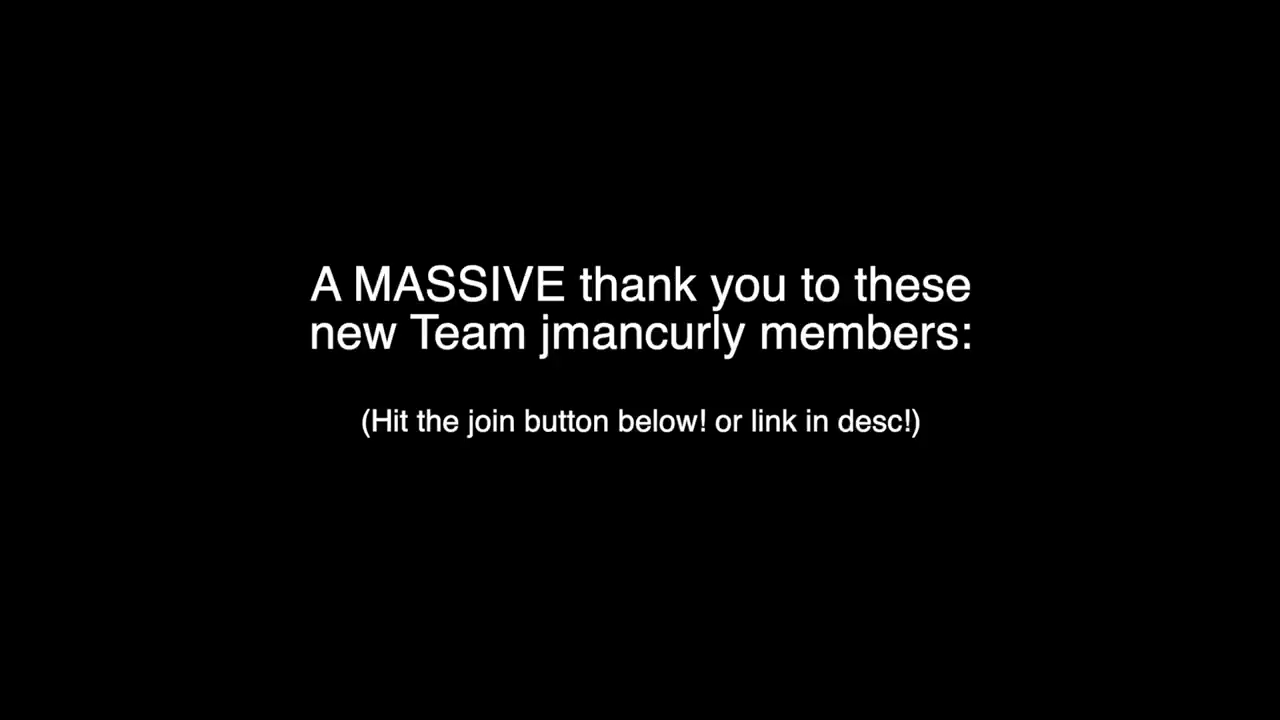 A MASSIVE thank you to these
new Team jmancurly members:
(Hit the join button below! or link in desc!)